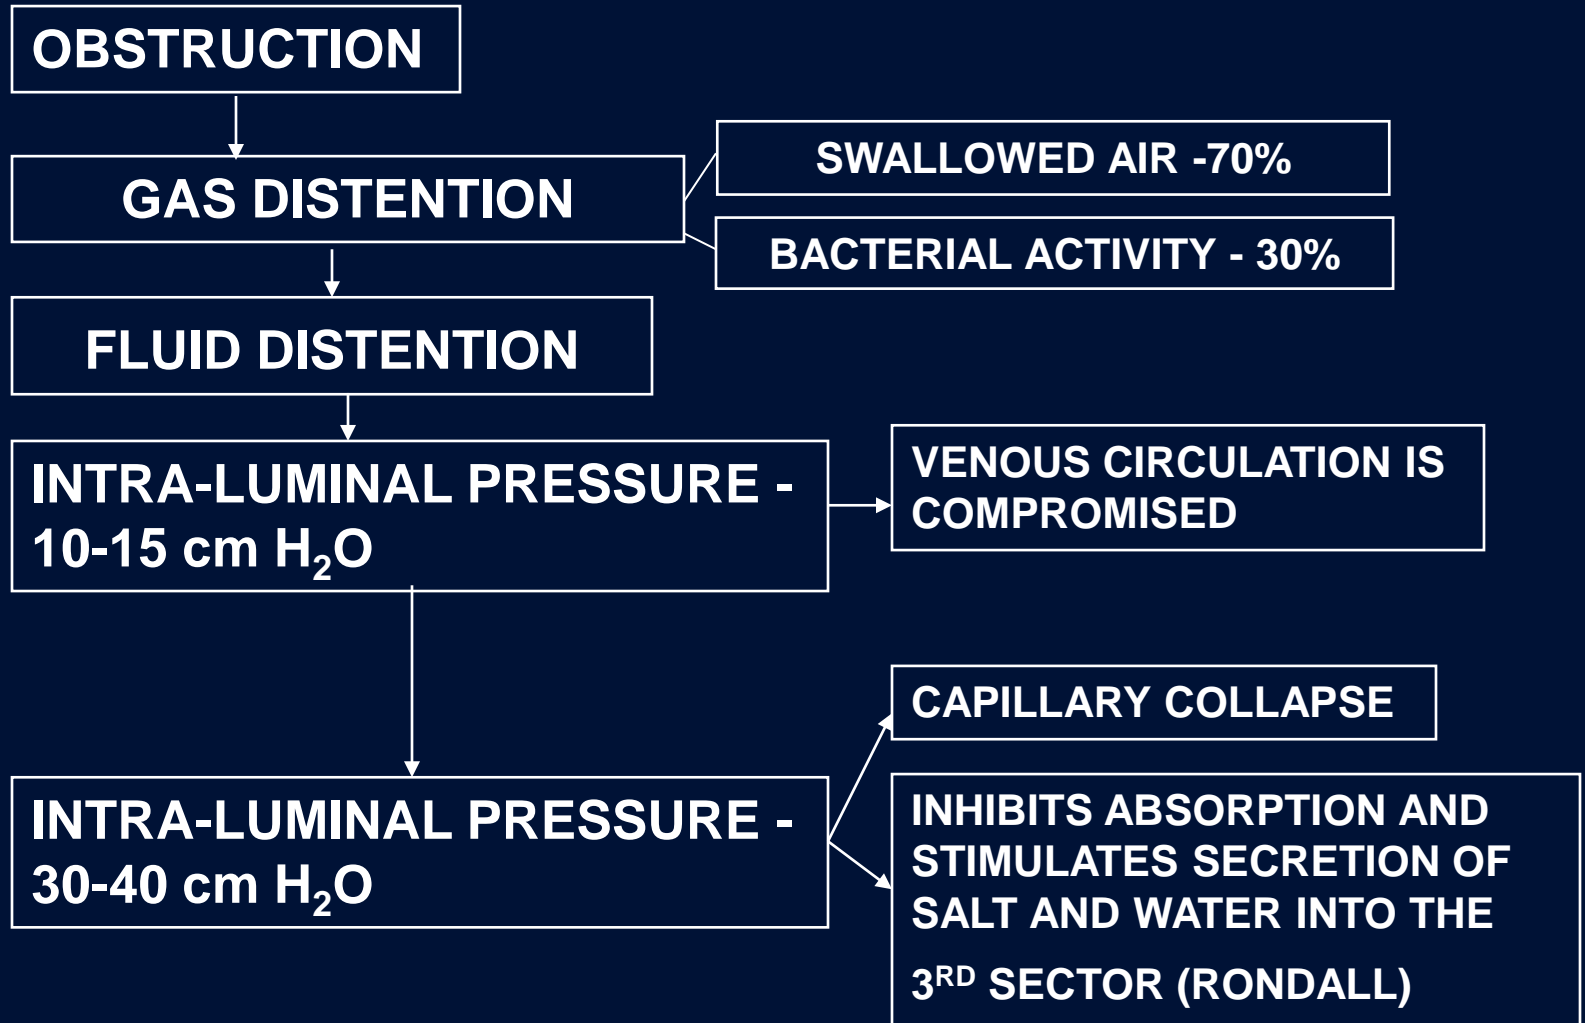 OBSTRUCTION
GAS DISTENTION
SWALLOWED AIR -70%
BACTERIAL ACTIVITY - 30%
FLUID DISTENTION
INTRA-LUMINAL PRESSURE -
10-15 cm H₂O
VENOUS CIRCULATION IS
COMPROMISED
INTRA-LUMINAL PRESSURE -
30-40 cm H₂O
CAPILLARY COLLAPSE
INHIBITS ABSORPTION AND
STIMULATES SECRETION OF
SALT AND WATER INTO THE
3ᴿᴰ SECTOR (RONDALL)